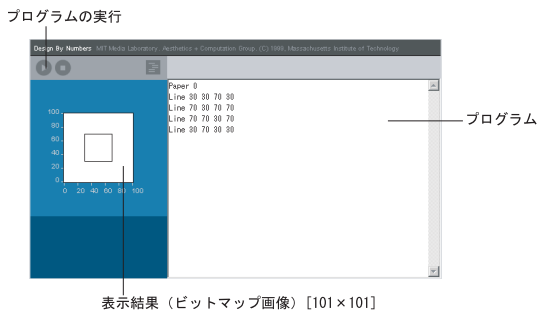 プログラムの実行
Design By Numbers MIT Media Laboratory Aesthetics + Computation Group. (C) 1999, Massachusetts Institute of Technology
Paper 0
Line 30 30 70 30
Line 70 30 70 70
Line 70 70 30 70
Line 30 70 30 30
プログラム
100
80
60
40
20
0
0 20 40 60 80 100
表示結果（ビットマップ画像）[101×101]